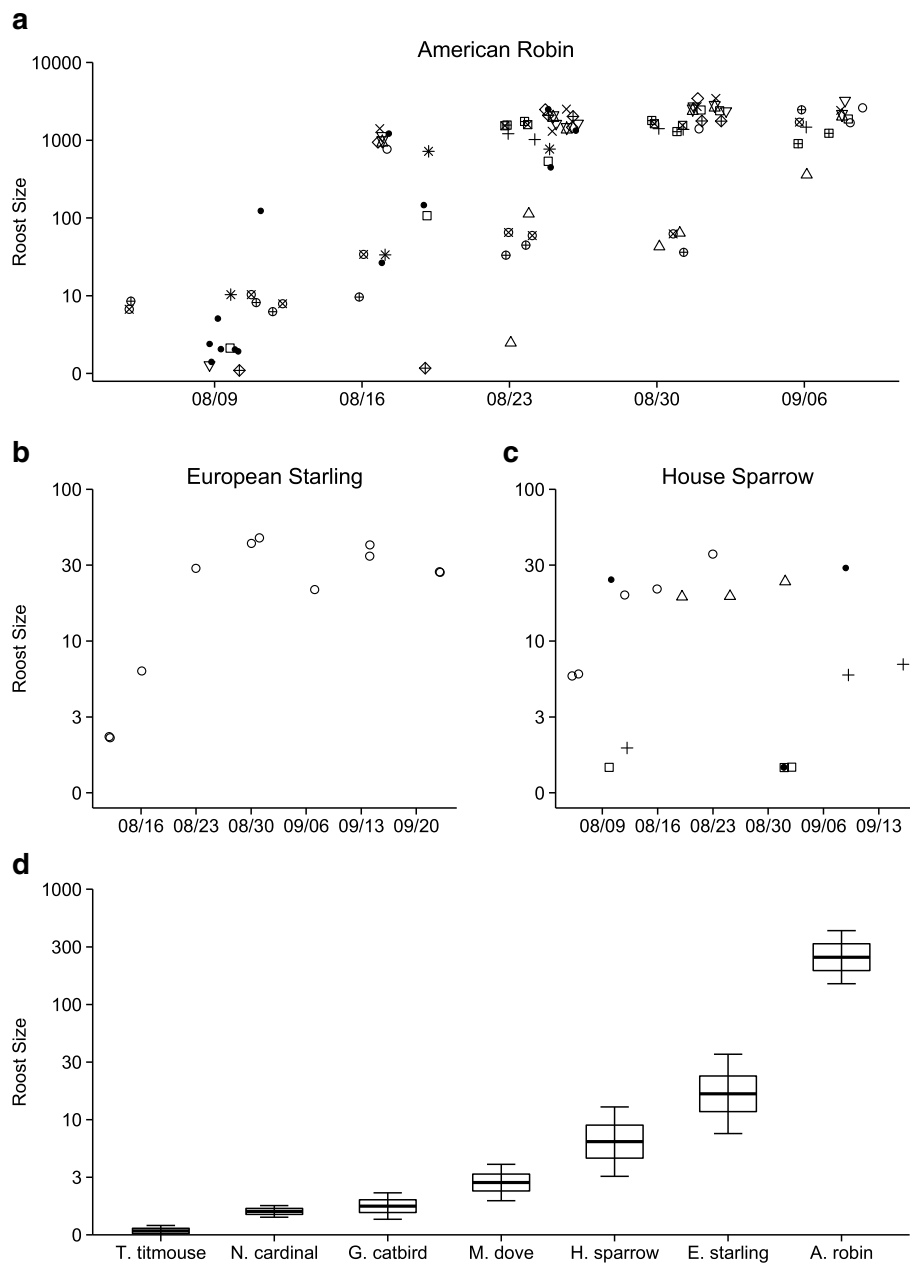 a
American Robin
Roost Size
10000
1000
100
10
0
08/09 08/16 08/23 08/30 09/06
b
European Starling
Roost Size
100
30
10
3
0
08/16 08/23 08/30 09/06 09/13 09/20
c
House Sparrow
100
30
10
3
0
08/09 08/16 08/23 08/30 09/06 09/13
d
Roost Size
1000
300
100
30
10
3
0
T. titmouse N. cardinal G. catbird M. dove H. sparrow E. starling A. robin